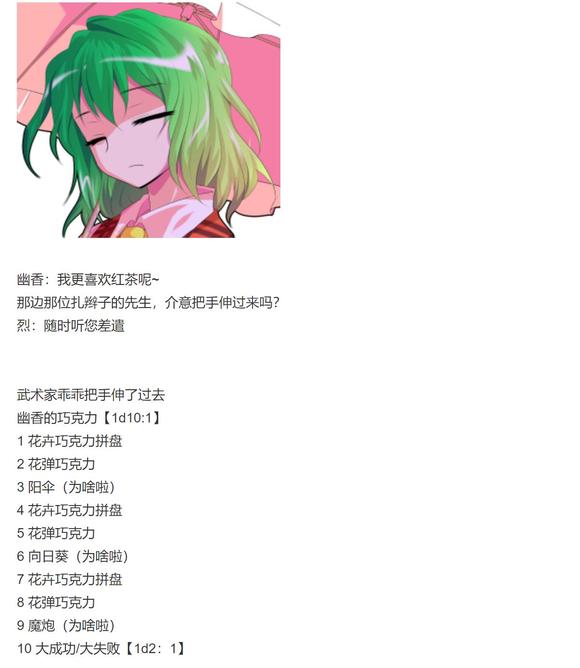 幽香：我更喜欢红茶呢~
那边那位扎辫子的先生，介意把手伸过来吗？
烈：随时听您差遣
武术家乖乖把手伸了过去
幽香的巧克力【1d10:1】
1 花卉巧克力拼盘
2 花弹巧克力
3 阳伞（为啥啦）
4 花卉巧克力拼盘
5 花弹巧克力
6 向日葵（为啥啦）
7 花卉巧克力拼盘
8 花弹巧克力
9 魔炮（为啥啦）
10 大成功/大失败【1d2：1】